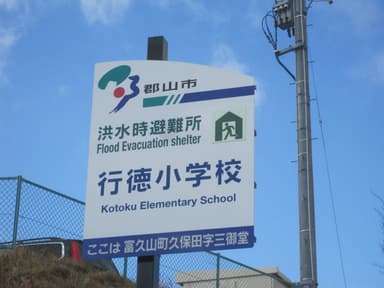 郡山市
洪水時避難所
Flood Evacuation shelter
行徳小学校
Kotoku Elementary School
ここは 富久山町久保田字三御堂